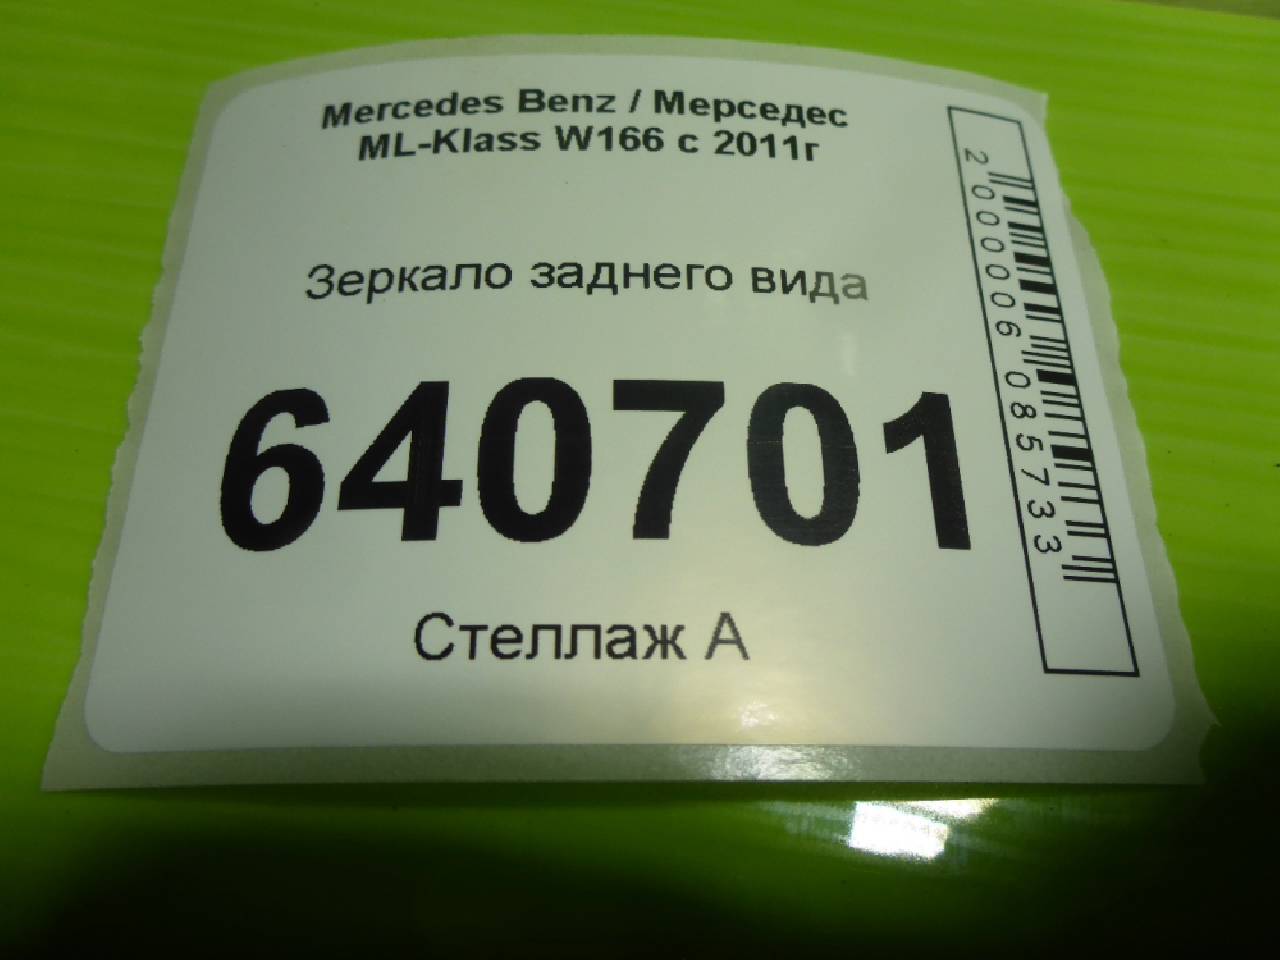 Mercedes Benz / Мерседес
ML-Klass W166 с 2011г
Зеркало заднего вида
640701
Стеллаж А
2000006085733